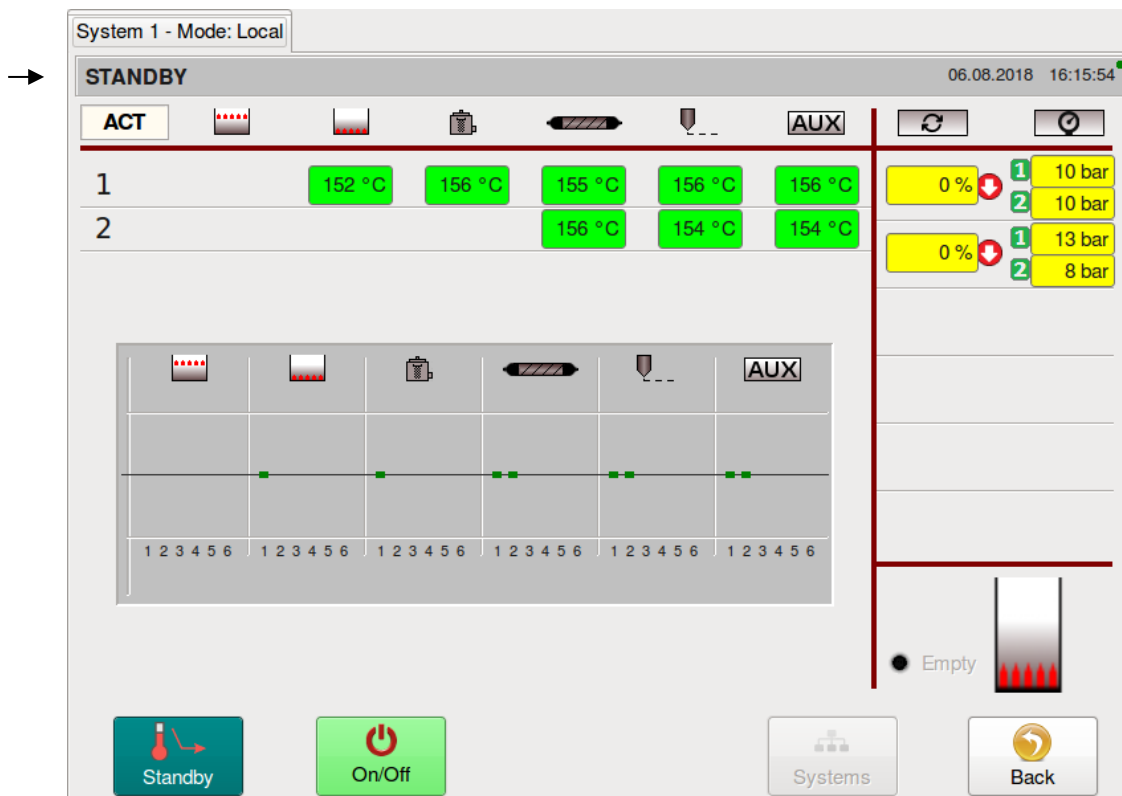 System 1 - Mode: Local
STANDBY 06.08.2018 16:15:54
ACT AUX
1 152 °C 156 °C 155 °C 156 °C 156 °C 0 % 1 10 bar
2 10 bar
2 156 °C 154 °C 154 °C 0 % 1 13 bar
2 8 bar
AUX
1 2 3 4 5 6 1 2 3 4 5 6 1 2 3 4 5 6 1 2 3 4 5 6 1 2 3 4 5 6 1 2 3 4 5 6
Empty
Standby On/Off Systems Back